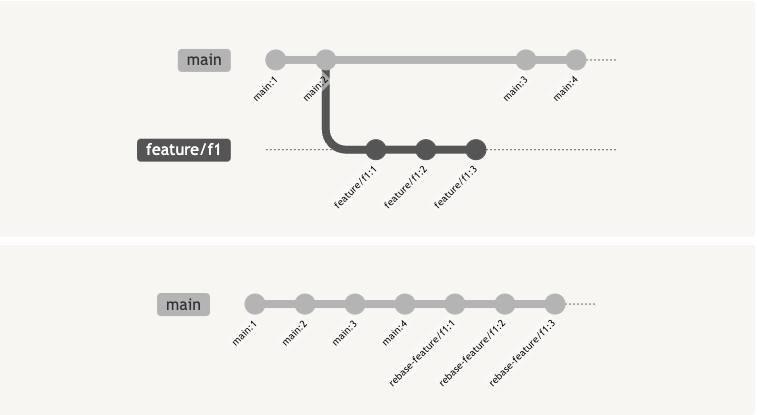 main
main:1
main:2
main:3
main:4
feature/f1
feature/f1:1
feature/f1:2
feature/f1:3
main
main:1
main:2
main:3
main:4
rebase-feature/f1:1
rebase-feature/f1:2
rebase-feature/f1:3